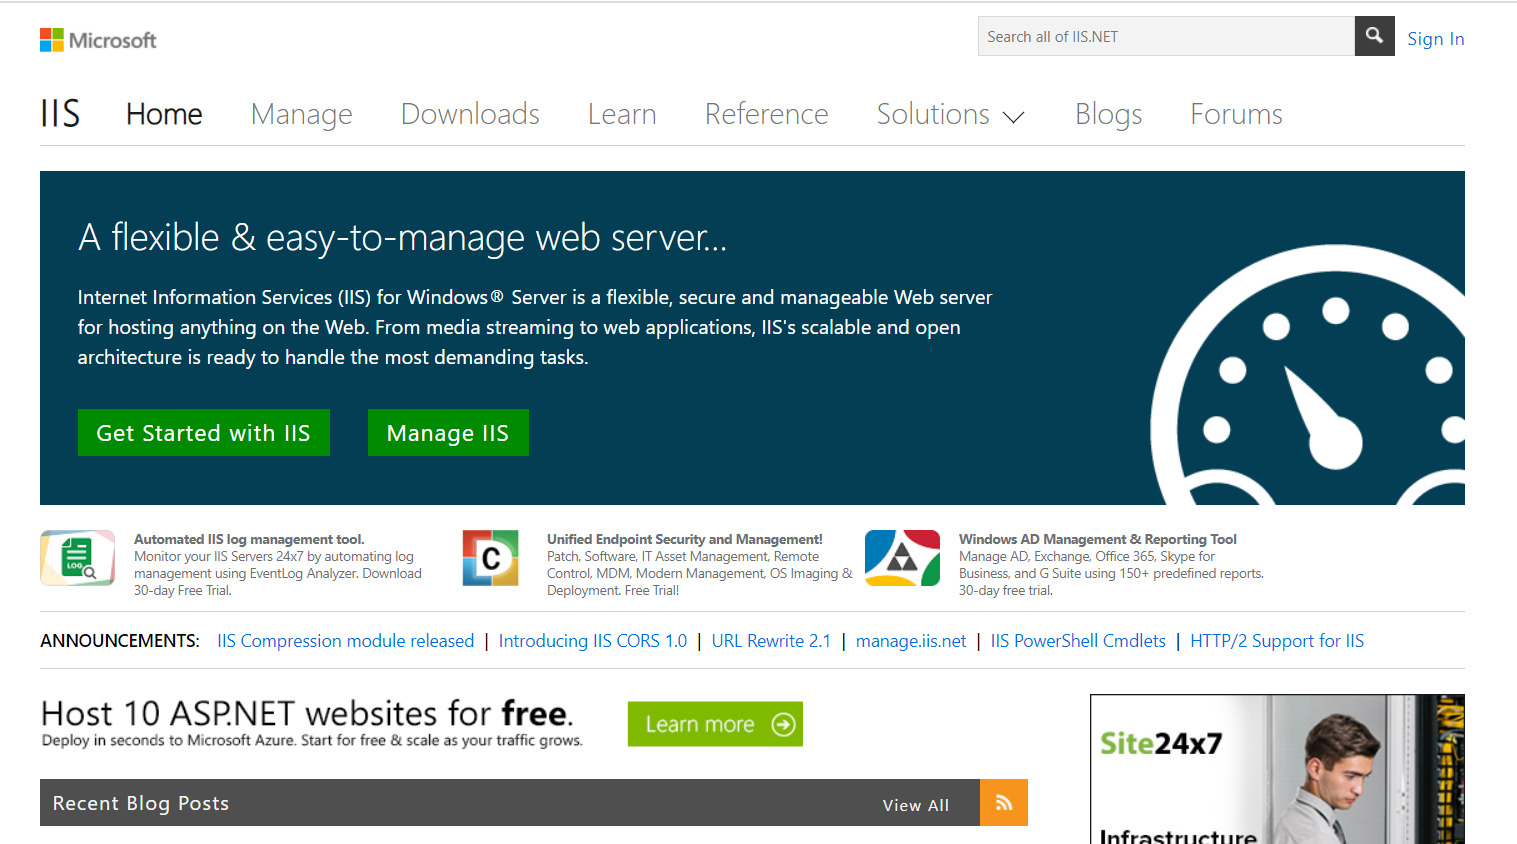 Microsoft
Search all of IIS.NET
Sign In
IIS Home Manage Downloads Learn Reference Solutions Blogs Forums
A flexible & easy-to-manage web server...
Internet Information Services (IIS) for Windows® Server is a flexible, secure and manageable Web server
for hosting anything on the Web. From media streaming to web applications, IIS's scalable and open
architecture is ready to handle the most demanding tasks.
Get Started with IIS
Manage IIS
LOG
Automated IIS log management tool.
Monitor your IIS Servers 24x7 by automating log
management using EventLog Analyzer. Download
30-day Free Trial.
C
Unified Endpoint Security and Management!
Patch, Software, IT Asset Management, Remote
Control, MDM, Modern Management, OS Imaging &
Deployment. Free Trial!
Windows AD Management & Reporting Tool
Manage AD, Exchange, Office 365, Skype for
Business, and G Suite using 150+ predefined reports.
30-day free trial.
ANNOUNCEMENTS: IIS Compression module released | Introducing IIS CORS 1.0 | URL Rewrite 2.1 | manage.iis.net | IIS PowerShell Cmdlets | HTTP/2 Support for IIS
Host 10 ASP.NET websites for free.
Deploy in seconds to Microsoft Azure. Start for free & scale as your traffic grows.
Learn more
Site24x7
Infrastructure
Recent Blog Posts
View All